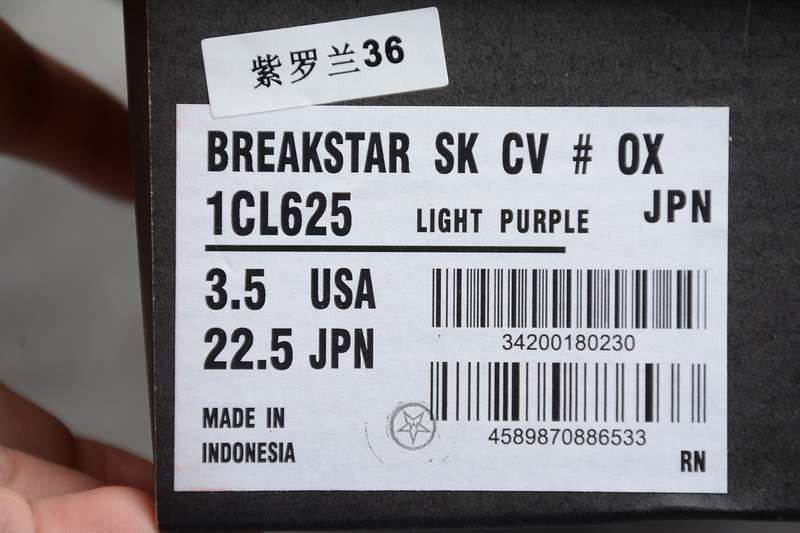 紫罗兰36
BREAKSTAR SK CV # OX
1CL625 LIGHT PURPLE JPN
3.5 USA
22.5 JPN
34200180230
4589870886533
MADE IN
INDONESIA
RN